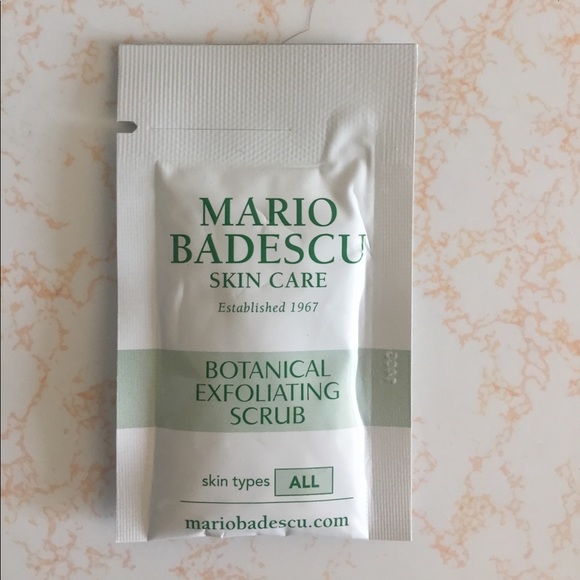 MARIO
BADESCU
SKIN CARE
Established 1967
BOTANICAL
EXFOLIATING
SCRUB
skin types ALL
mariobadescu.com